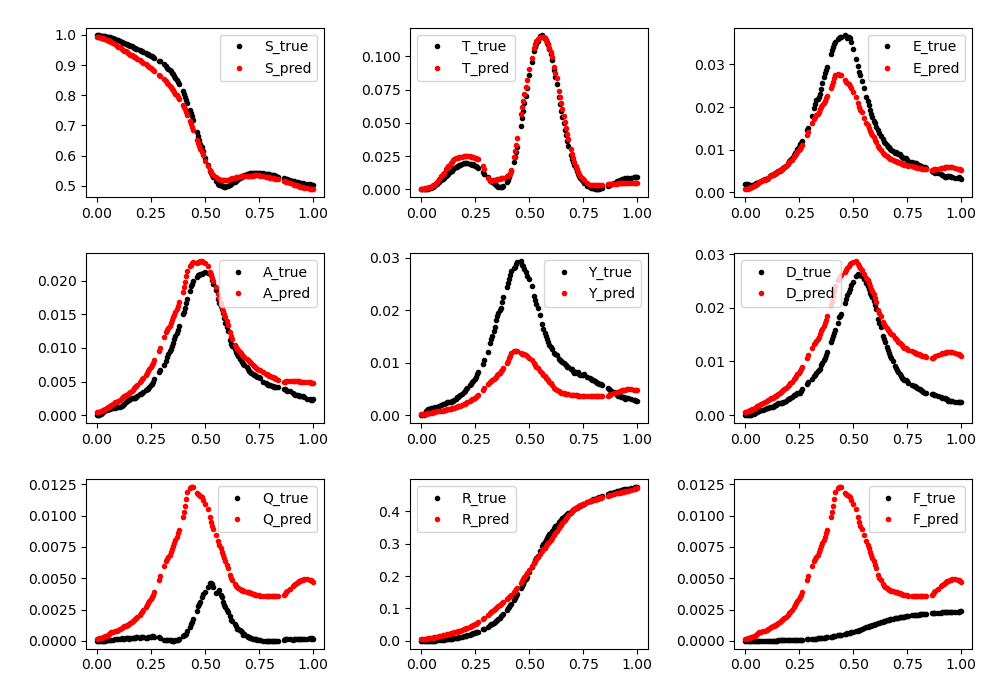 1.0
0.9
0.8
0.7
0.6
0.5
0.00 0.25 0.50 0.75 1.00
S_true
S_pred
0.100
0.075
0.050
0.025
0.000
0.00 0.25 0.50 0.75 1.00
T_true
T_pred
0.03
0.02
0.01
0.00
0.00 0.25 0.50 0.75 1.00
E_true
E_pred
0.020
0.015
0.010
0.005
0.000
0.00 0.25 0.50 0.75 1.00
A_true
A_pred
0.03
0.02
0.01
0.00
0.00 0.25 0.50 0.75 1.00
Y_true
Y_pred
0.03
0.02
0.01
0.00
0.00 0.25 0.50 0.75 1.00
D_true
D_pred
0.0125
0.0100
0.0075
0.0050
0.0025
0.0000
0.00 0.25 0.50 0.75 1.00
Q_true
Q_pred
0.4
0.3
0.2
0.1
0.0
0.00 0.25 0.50 0.75 1.00
R_true
R_pred
0.0125
0.0100
0.0075
0.0050
0.0025
0.0000
0.00 0.25 0.50 0.75 1.00
F_true
F_pred